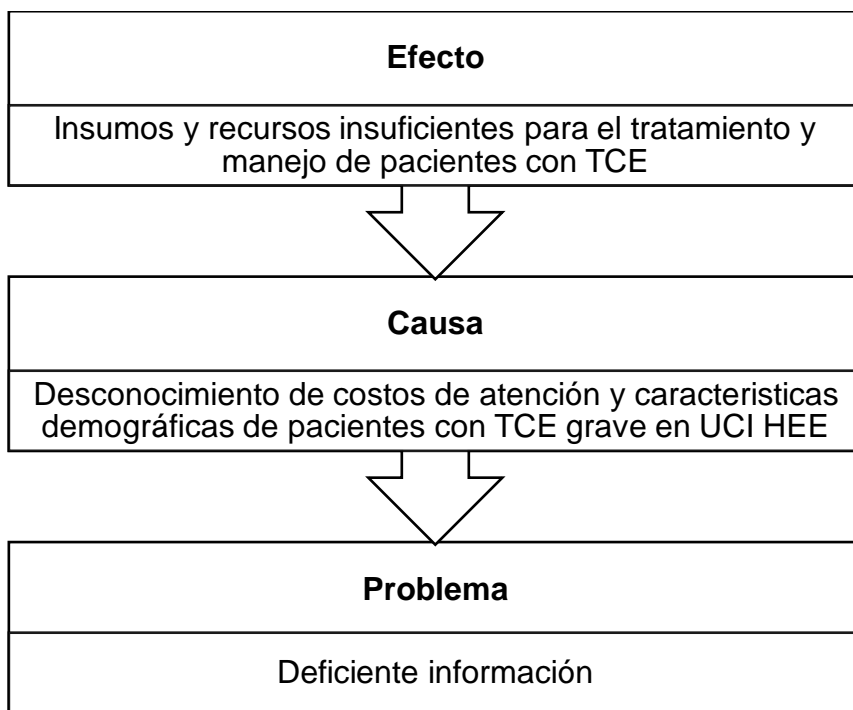 Efecto
Insumos y recursos insuficientes para el tratamiento y
manejo de pacientes con TCE
Causa
Desconocimiento de costos de atención y caracteristicas
demográficas de pacientes con TCE grave en UCI HEE
Problema
Deficiente información